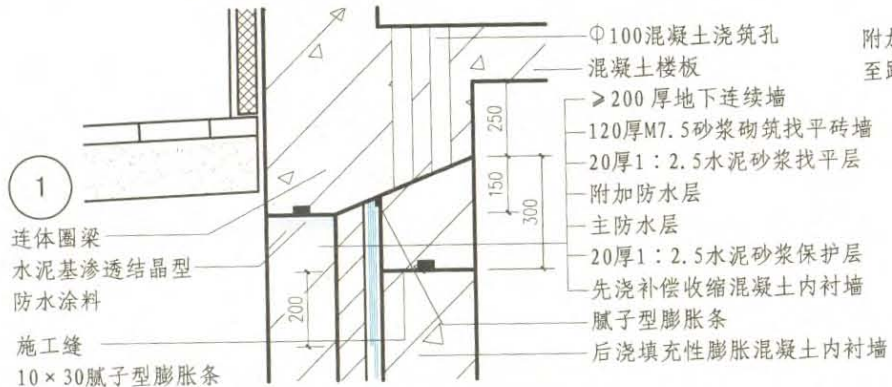 Φ100混凝土浇筑孔
混凝土楼板
≥200厚地下连续墙
120厚M7.5砂浆砌筑找平砖墙
20厚1:2.5水泥砂浆找平层
附加防水层
主防水层
20厚1:2.5水泥砂浆保护层
先浇补偿收缩混凝土内衬墙
腻子型膨胀条
后浇填充性膨胀混凝土内衬墙
附加
250
150
300
200
1
连体圈梁
水泥基渗透结晶型
防水涂料
施工缝
10×30腻子型膨胀条